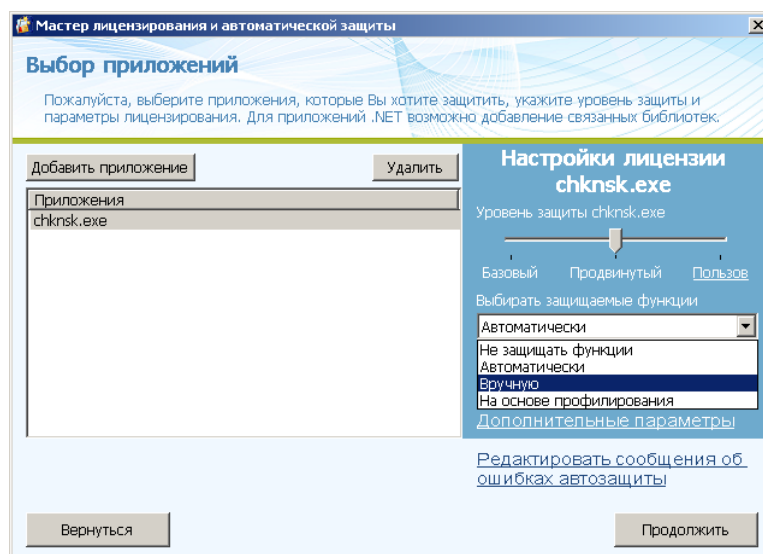 Мастер лицензирования и автоматической защиты
Выбор приложений
Пожалуйста, выберите приложения, которые Вы хотите защитить, укажите уровень защиты и
параметры лицензирования. Для приложений .NET возможно добавление связанных библиотек.
Добавить приложение
Удалить
Приложения
chknsk.exe
Настройки лицензии
chknsk.exe
Уровень защиты chknsk.exe
Базовый Продвинутый Пользов
Выбирать защищаемые функции
Автоматически
Не защищать функции
Автоматически
Вручную
На основе профилирования
Дополнительные параметры
Редактировать сообщения об
ошибках автозащиты
Вернуться
Продолжить